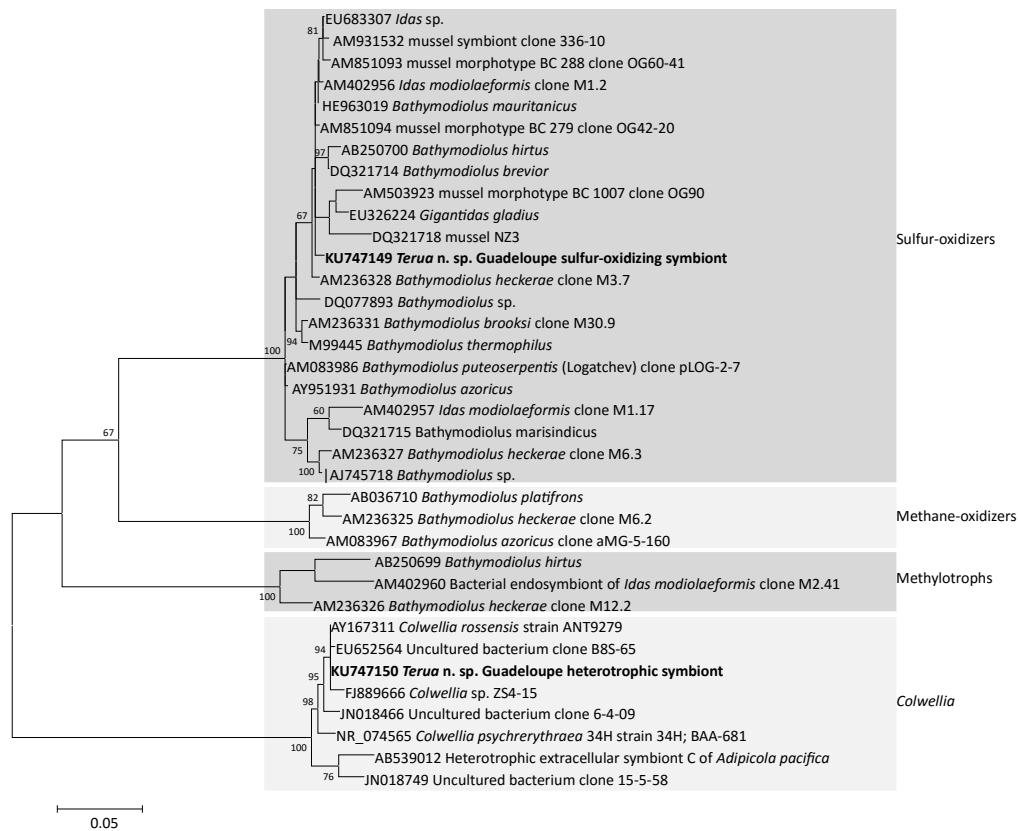 EU683307 Idas sp.
81
AM931532 mussel symbiont clone 336-10
AM851093 mussel morphotype BC 288 clone OG60-41
AM402956 Idas modiolaeformis clone M1.2
HE963019 Bathymodiolus mauritanicus
AM851094 mussel morphotype BC 279 clone OG42-20
97
AB250700 Bathymodiolus hirtus
DQ321714 Bathymodiolus brevior
AM503923 mussel morphotype BC 1007 clone OG90
67
EU326224 Gigantidas gladius
DQ321718 mussel NZ3
Sulfur-oxidizers
KU747149 Terua n. sp. Guadeloupe sulfur-oxidizing symbiont
AM236328 Bathymodiolus heckerae clone M3.7
DQ077893 Bathymodiolus sp.
AM236331 Bathymodiolus brooksi clone M30.9
94
M99445 Bathymodiolus thermophilus
100
AM083986 Bathymodiolus puteoserpentis (Logatchev) clone pLOG-2-7
AY951931 Bathymodiolus azoricus
60
AM402957 Idas modiolaeformis clone M1.17
67
DQ321715 Bathymodiolus marisindicus
75
AM236327 Bathymodiolus heckerae clone M6.3
100
AJ745718 Bathymodiolus sp.
82
AB036710 Bathymodiolus platifrons
AM236325 Bathymodiolus heckerae clone M6.2
Methane-oxidizers
100
AM083967 Bathymodiolus azoricus clone aMG-5-160
AB250699 Bathymodiolus hirtus
AM402960 Bacterial endosymbiont of Idas modiolaeformis clone M2.41
Methylotrophs
100
AM236326 Bathymodiolus heckerae clone M12.2
AY167311 Colwellia rossensis strain ANT9279
94
EU652564 Uncultured bacterium clone B8S-65
KU747150 Terua n. sp. Guadeloupe heterotrophic symbiont
95
FJ889666 Colwellia sp. ZS4-15
Colwellia
98
JN018466 Uncultured bacterium clone 6-4-09
NR_074565 Colwellia psychrerythraea 34H strain 34H; BAA-681
100
AB539012 Heterotrophic extracellular symbiont C of Adipicola pacifica
76
JN018749 Uncultured bacterium clone 15-5-58
0.05